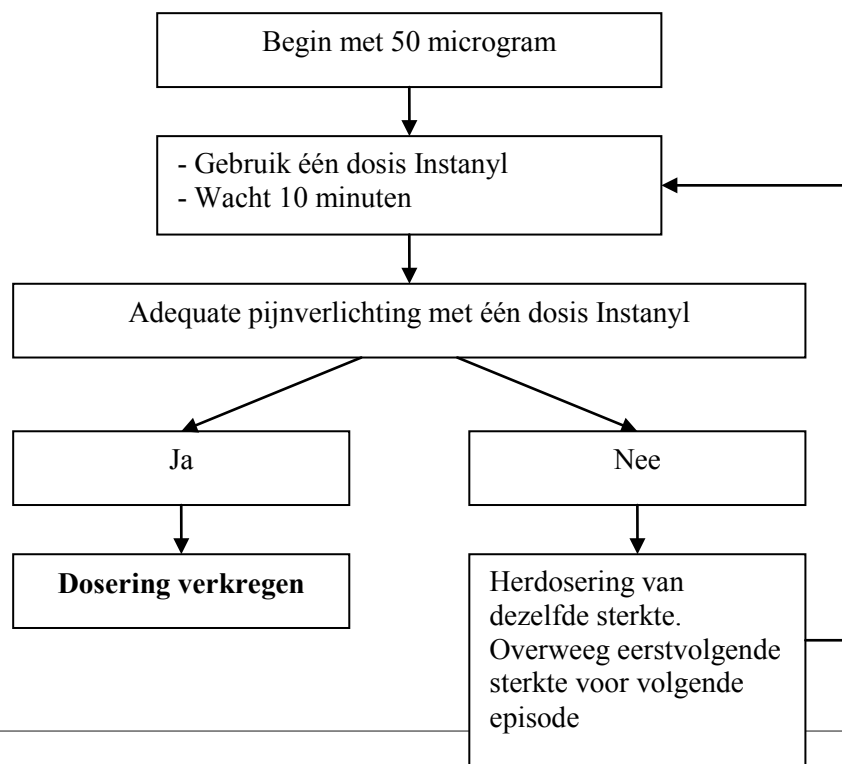 Begin met 50 microgram
- Gebruik één dosis Instanyl
- Wacht 10 minuten
Adequate pijnverlichting met één dosis Instanyl
Ja
Nee
Dosering verkregen
Herdosering van
dezelfde sterkte.
Overweeg eerstvolgende
sterkte voor volgende
episode